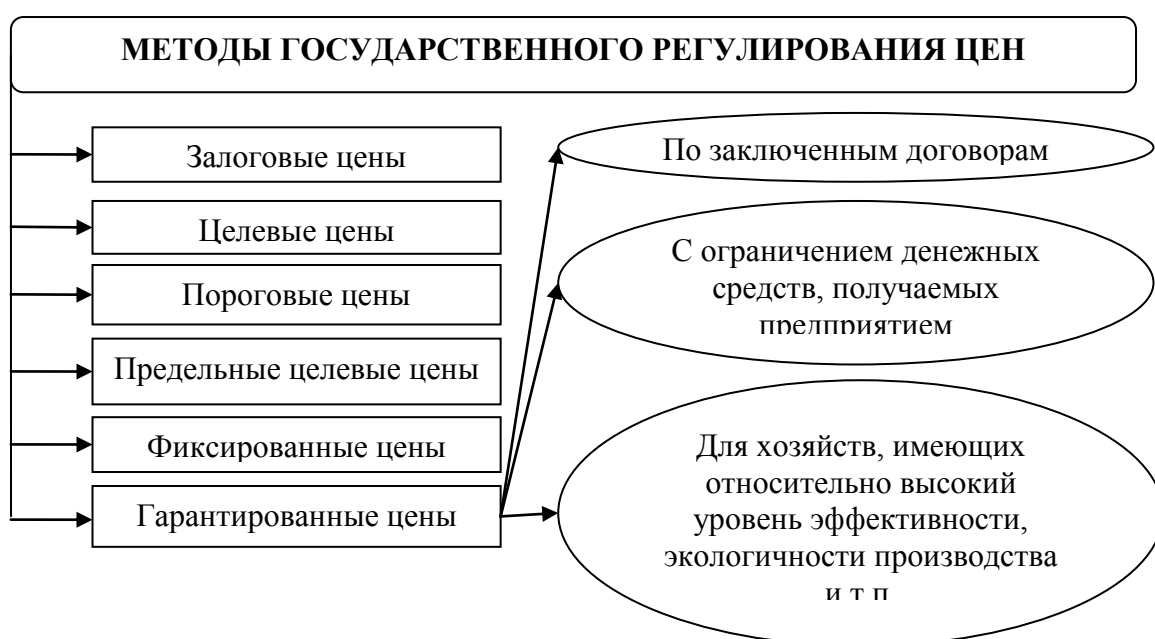 МЕТОДЫ ГОСУДАРСТВЕННОГО РЕГУЛИРОВАНИЯ ЦЕН
Залоговые цены
Целевые цены
Пороговые цены
Предельные целевые цены
Фиксированные цены
Гарантированные цены
По заключенным договорам
С ограничением денежных
средств, получаемых
предприятием
Для хозяйств, имеющих
относительно высокий
уровень эффективности,
экологичности производства
и т п